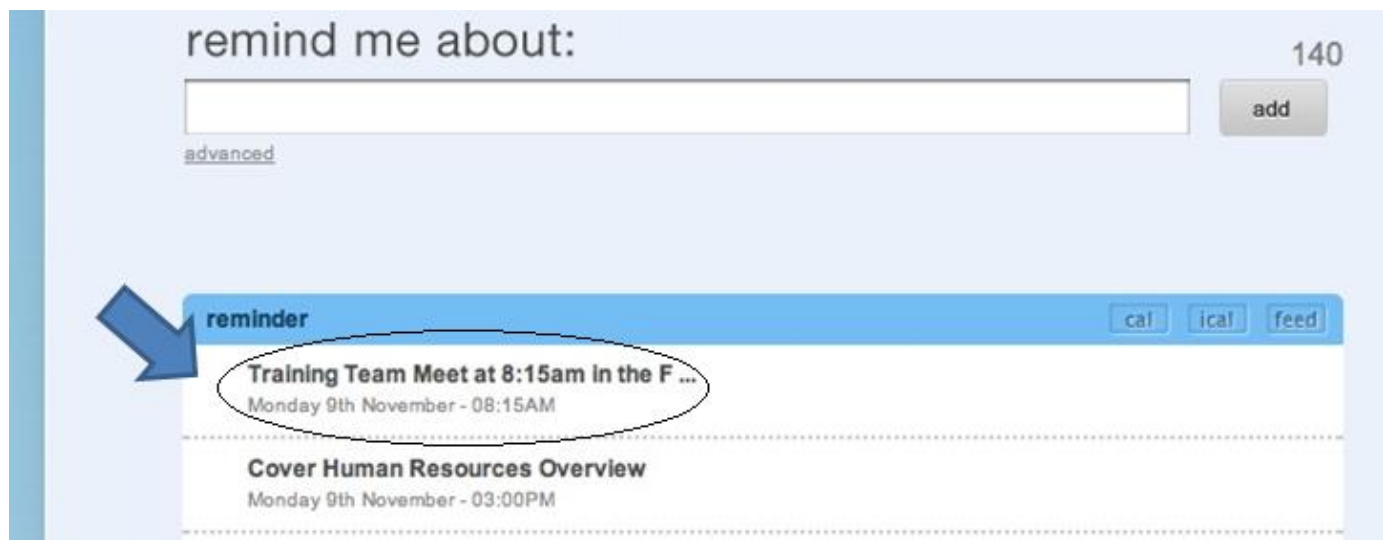 remind me about:
140
add
advanced
reminder
cal ical feed
Training Team Meet at 8:15am in the F ...
Monday 9th November - 08:15AM
Cover Human Resources Overview
Monday 9th November - 03:00PM